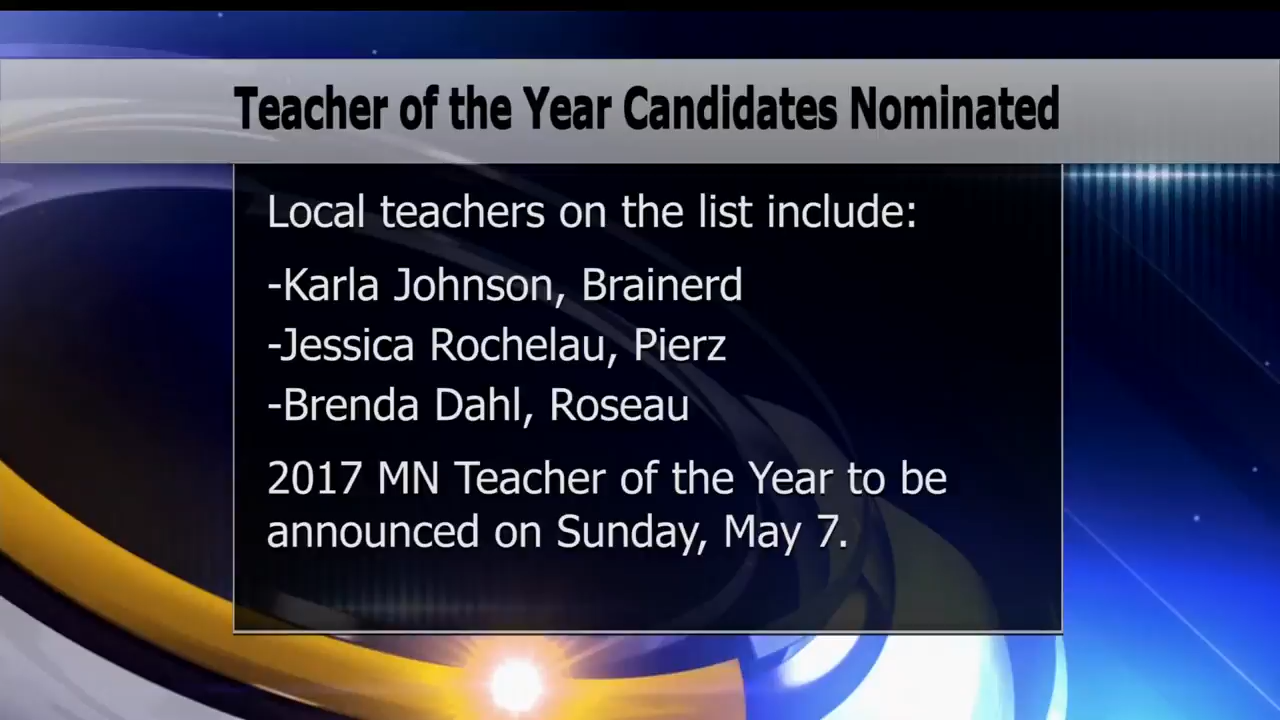 Teacher of the Year Candidates Nominated
Local teachers on the list include:
-Karla Johnson, Brainerd
-Jessica Rochelau, Pierz
-Brenda Dahl, Roseau
2017 MN Teacher of the Year to be
announced on Sunday, May 7.